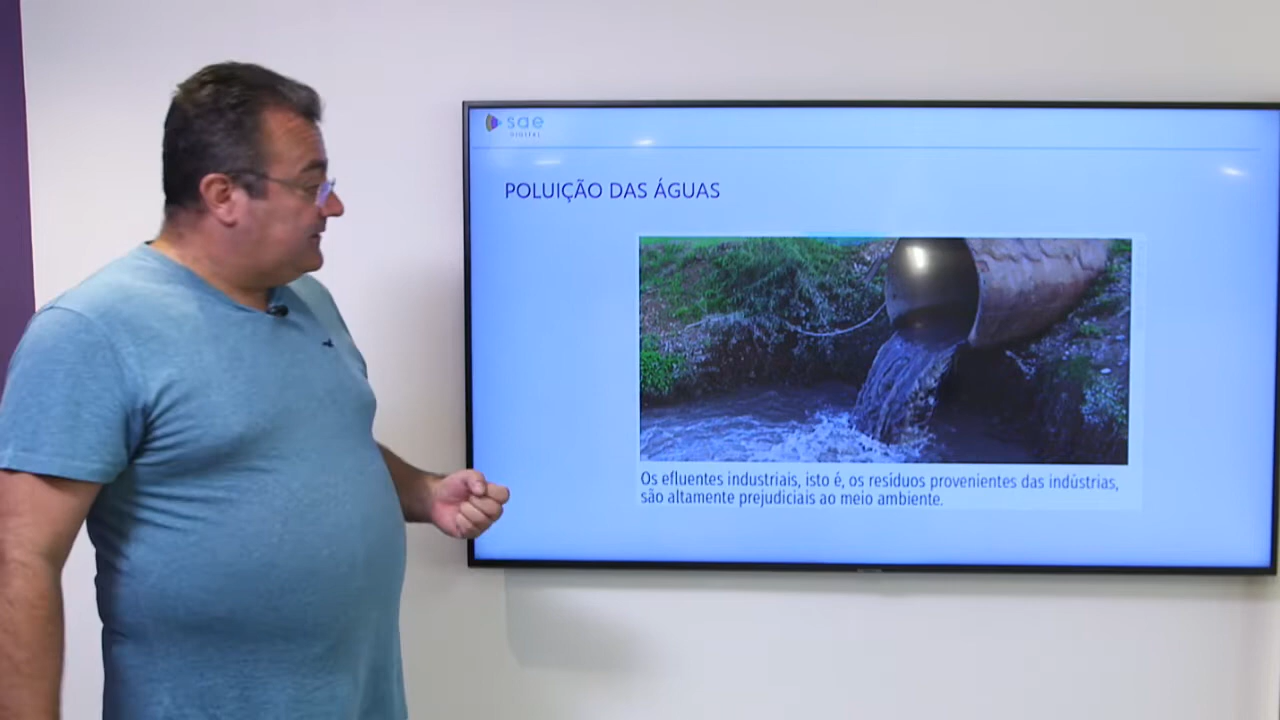 sae
DIGITAL
POLUIÇÃO DAS ÁGUAS
Os efluentes industriais, isto é, os resíduos provenientes das indústrias,
são altamente prejudiciais ao meio ambiente.